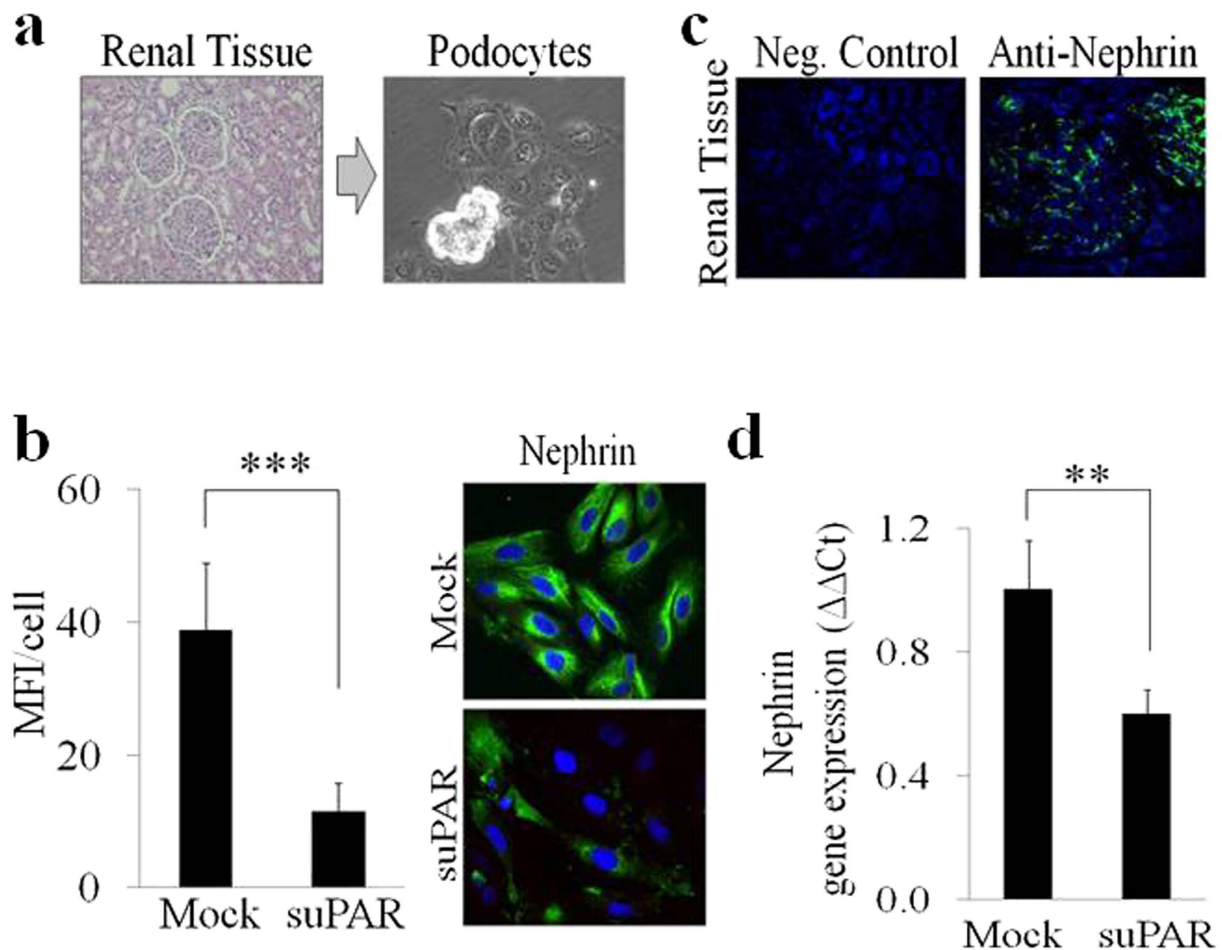 a
Renal Tissue
Podocytes
c
Neg. Control
Anti-Nephrin
Renal Tissue
b
***
60
40
20
0
MFI/cell
Mock
suPAR
Nephrin
Mock
suPAR
d
**
1.2
0.8
0.4
0.0
Nephrin
gene expression (ΔΔCt)
Mock
suPAR